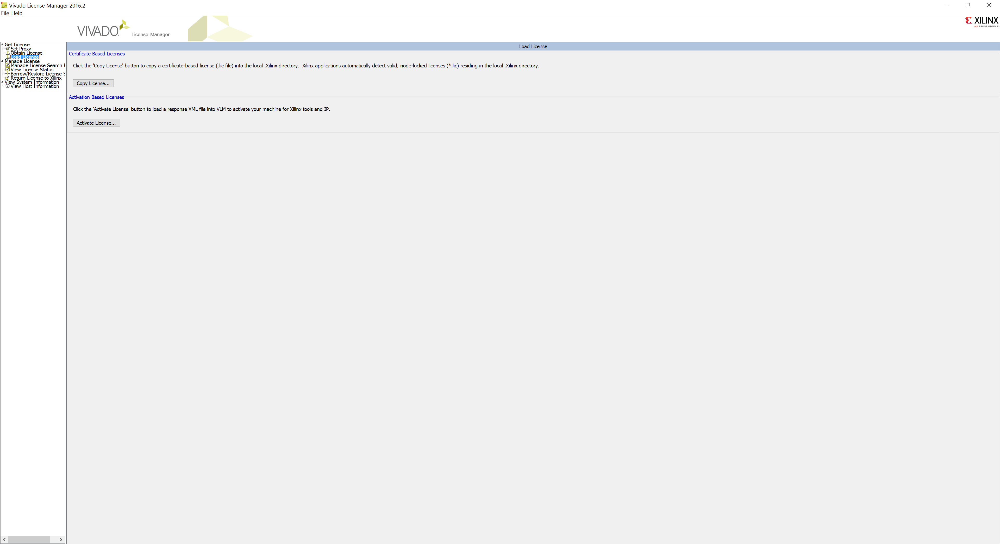 Vivado License Manager 2016.2
File Help
VIVADO. License Manager
XILINX
ALL PROGRAMMABLE.
Get License
Set Proxy
Obtain License
Load License
Manage License
Manage License Search
View License Status
Borrow/Restore License S
Return License to Xilinx
View System Information
View Host Information
Load License
Certificate Based Licenses
Click the 'Copy License' button to copy a certificate-based license (.lic file) into the local .Xilinx directory.  Xilinx applications automatically detect valid, node-locked licenses (*.lic) residing in the local .Xilinx directory.
Copy License...
Activation Based Licenses
Click the 'Activate License' button to load a response XML file into VLM to activate your machine for Xilinx tools and IP.
Activate License...